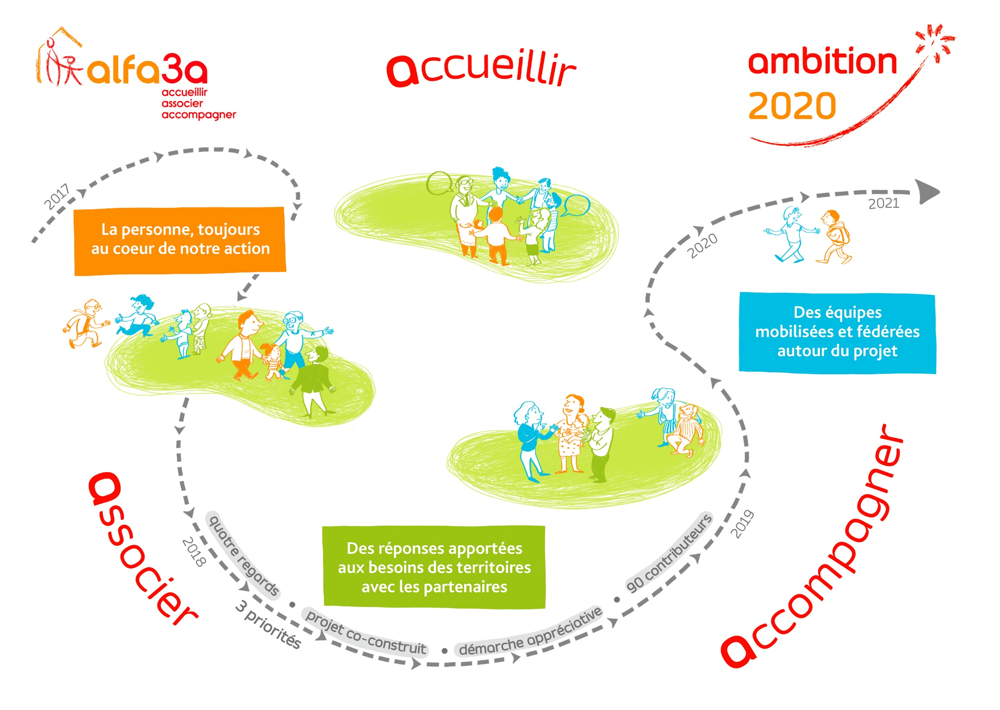 alfa3a
accueillir
associer
accompagner
accueillir
ambition
2020
2017
La personne, toujours
au coeur de notre action
2021
2020
Des équipes
mobilisées et fédérées
autour du projet
associer
accompagner
2018
quatre regards
3 priorités
projet co-construit
démarche appréciative
90 contributeurs
2019
Des réponses apportées
aux besoins des territoires
avec les partenaires